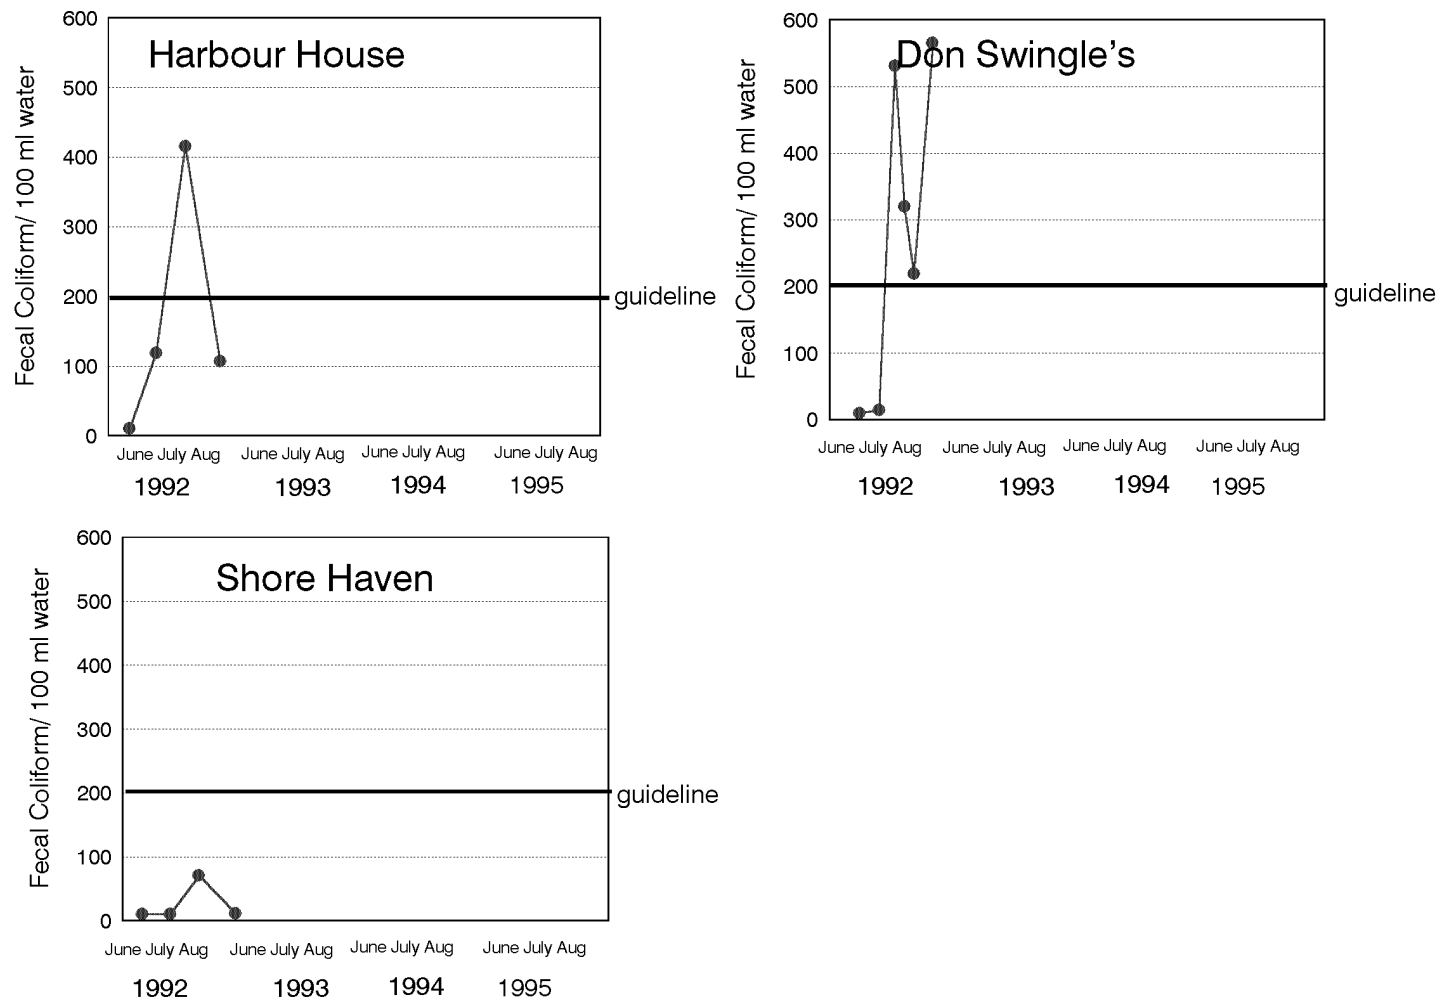 Harbour House
Fecal Coliform/ 100 ml water
600
500
400
300
200
100
0
guideline
June July Aug June July Aug June July Aug June July Aug
1992 1993 1994 1995
Don Swingle's
Fecal Coliform/ 100 ml water
600
500
400
300
200
100
0
guideline
June July Aug June July Aug June July Aug June July Aug
1992 1993 1994 1995
Shore Haven
Fecal Coliform/ 100 ml water
600
500
400
300
200
100
0
guideline
June July Aug June July Aug June July Aug June July Aug
1992 1993 1994 1995